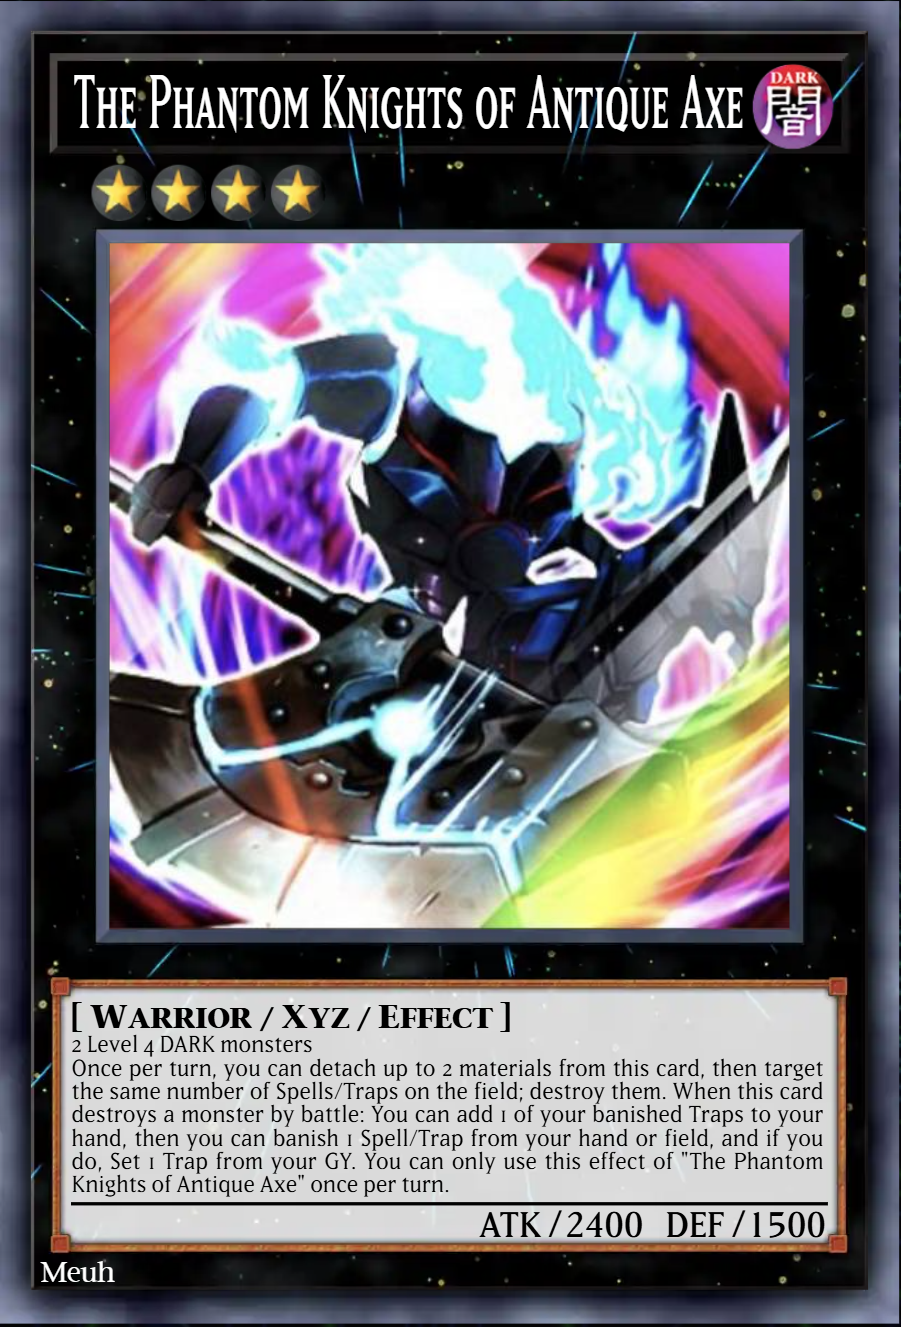 The Phantom Knights of Antique Axe
DARK
闇
[ Warrior / Xyz / Effect ]
2 Level 4 DARK monsters
Once per turn, you can detach up to 2 materials from this card, then target
the same number of Spells/Traps on the field; destroy them. When this card
destroys a monster by battle: You can add 1 of your banished Traps to your
hand, then you can banish 1 Spell/Trap from your hand or field, and if you
do, Set 1 Trap from your GY. You can only use this effect of "The Phantom
Knights of Antique Axe" once per turn.
ATK/2400 DEF/1500
Meuh